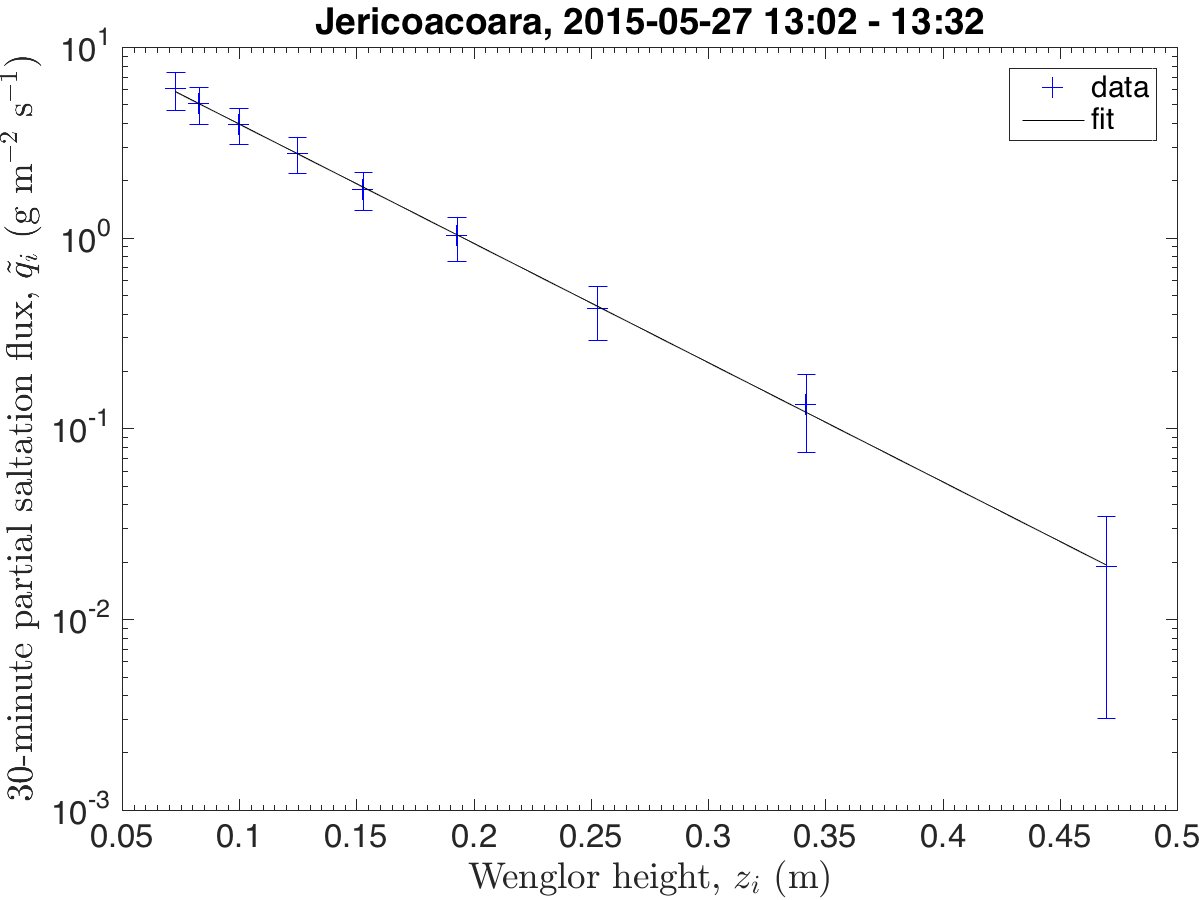 Jericoacoara, 2015-05-27 13:02 - 13:32
data
fit
30-minute partial saltation flux, q̃ᵢ (g m⁻² s⁻¹)
10¹
10⁰
10⁻¹
10⁻²
10⁻³
0.05 0.1 0.15 0.2 0.25 0.3 0.35 0.4 0.45 0.5
Wenglor height, zᵢ (m)